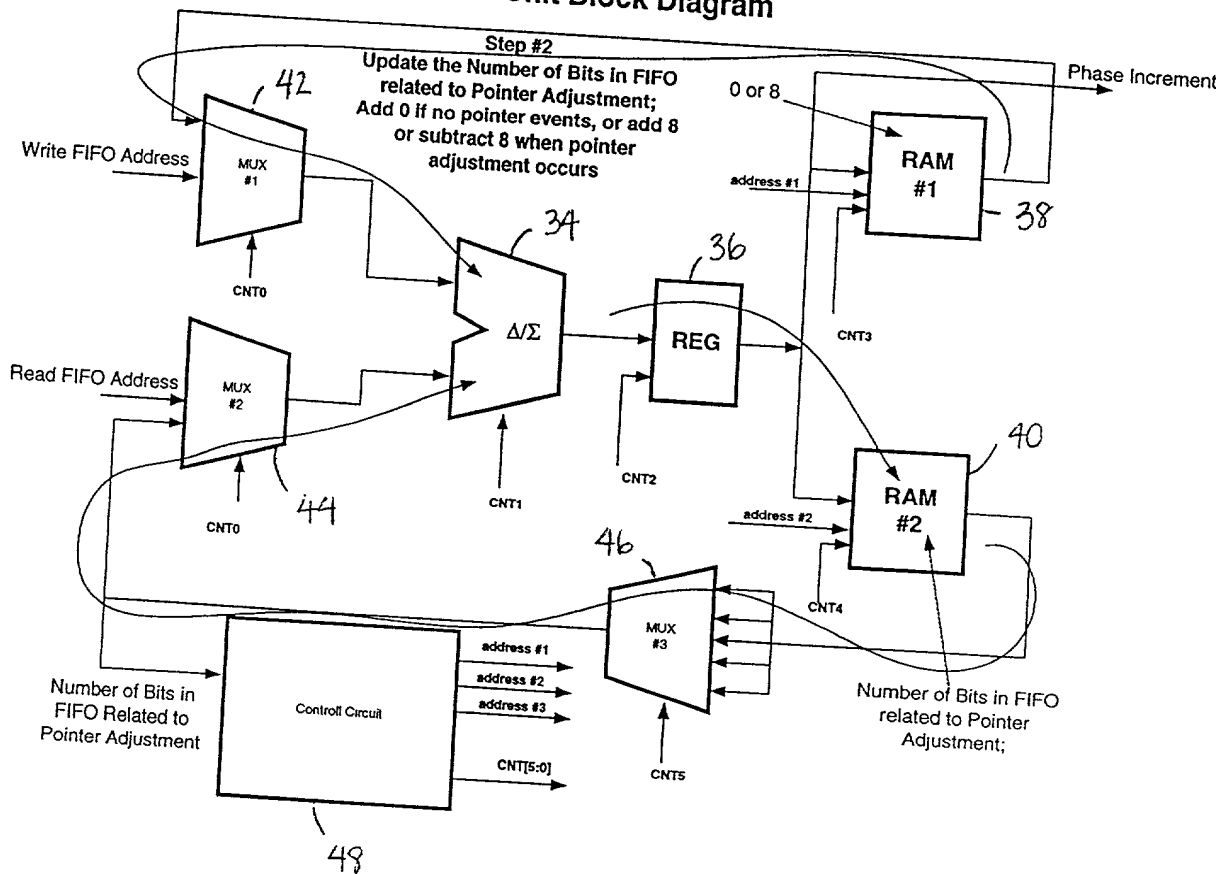 Unit Block Diagram
Step #2
Update the Number of Bits in FIFO
related to Pointer Adjustment;
Add 0 if no pointer events, or add 8
or subtract 8 when pointer
adjustment occurs
Phase Increment
0 or 8
42
Write FIFO Address
MUX
#1
CNT0
RAM
#1
address #1
38
CNT3
34
Δ/Σ
CNT1
36
REG
CNT2
Read FIFO Address
MUX
#2
CNT0
44
40
RAM
#2
address #2
CNT4
46
MUX
#3
CNT5
Number of Bits in FIFO
related to Pointer
Adjustment;
Number of Bits in
FIFO Related to
Pointer Adjustment
Controll Circuit
address #1
address #2
address #3
CNT[5:0]
48